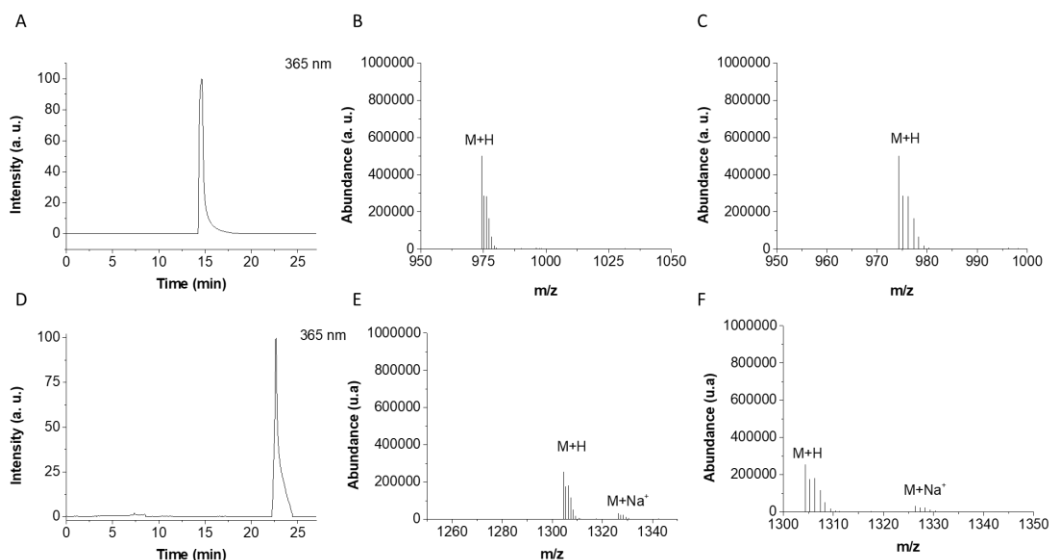 A
365 nm
100
80
60
40
20
0
Intensity (a. u.)
0 5 10 15 20 25
Time (min)
B
1000000
800000
600000
400000
200000
0
Abundance (a. u.)
M+H
950 975 1000 1025 1050
m/z
C
1000000
800000
600000
400000
200000
0
Abundance (a. u.)
M+H
950 960 970 980 990 1000
m/z
D
365 nm
100
75
50
25
0
Intensity (a. u.)
0 5 10 15 20 25
Time (min)
E
1000000
800000
600000
400000
200000
0
Abundance (u.a)
M+H
M+Na⁺
1260 1280 1300 1320 1340
m/z
F
1000000
800000
600000
400000
200000
0
Abundance (u.a)
M+H
M+Na⁺
1300 1310 1320 1330 1340 1350
m/z